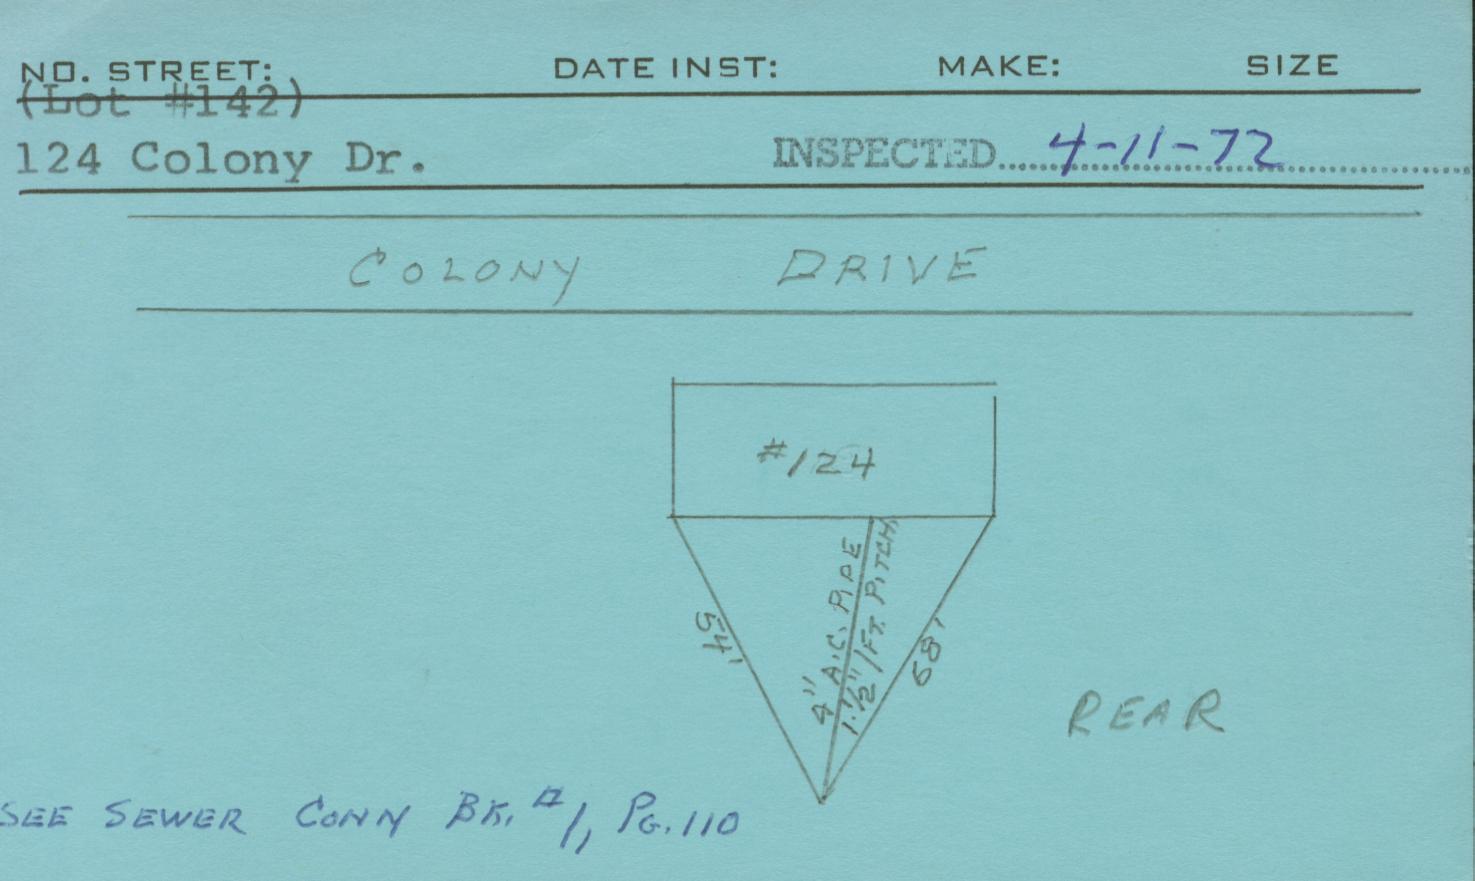 NO. STREET: DATE INST: MAKE: SIZE
(Lot #142)
124 Colony Dr. INSPECTED.... 4-11-72
COLONY DRIVE
#124
54'
4" A.C. PIPE
1.½"/FT. PITCH
68'
REAR
SEE SEWER CONN BK. #1, PG. 110